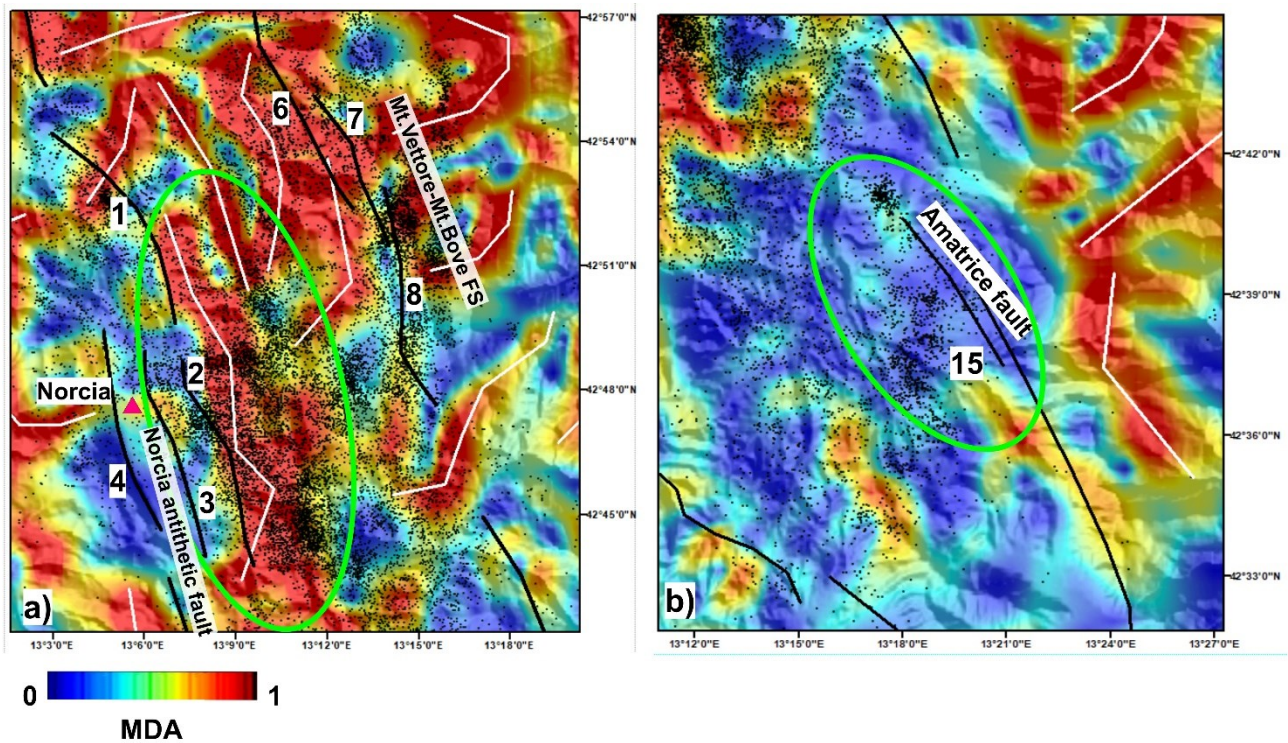 42°57'0"N
6
7
Mt.Vettore-Mt.Bove FS
42°54'0"N
1
42°51'0"N
8
2
42°48'0"N
Norcia
4
Norcia antithetic fault
3
42°45'0"N
a)
13°3'0"E 13°6'0"E 13°9'0"E 13°12'0"E 13°15'0"E 13°18'0"E
42°42'0"N
Amatrice fault
42°39'0"N
15
42°36'0"N
42°33'0"N
b)
13°12'0"E 13°15'0"E 13°18'0"E 13°21'0"E 13°24'0"E 13°27'0"E
0 1
MDA